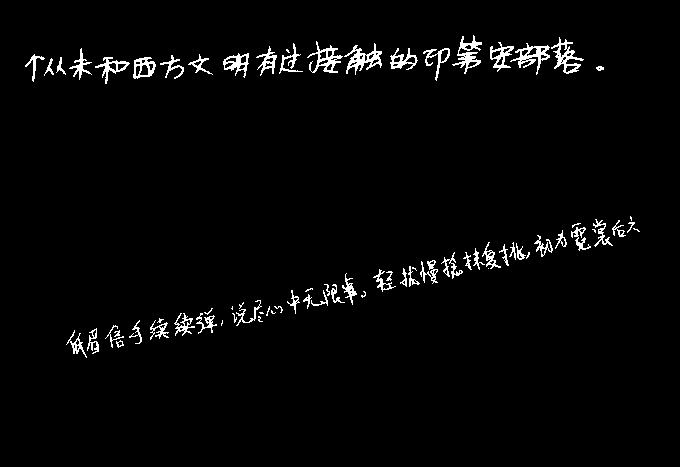 个从未和西方文明有过接触的印第安部落。
低眉信手续续弹,说尽心中无限事。轻拢慢捻抹复挑,初为霓裳后六